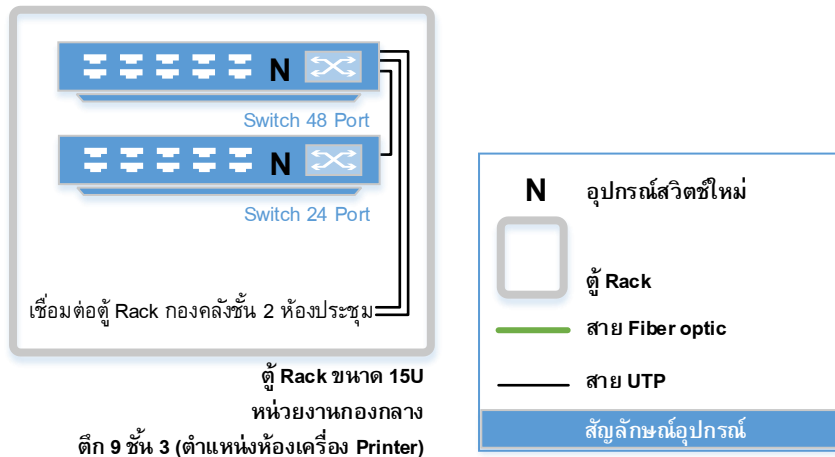 N
Switch 48 Port
N
Switch 24 Port
เชื่อมต่อตู้ Rack กองคลังชั้น 2 ห้องประชุม
ตู้ Rack ขนาด 15U
หน่วยงานกองกลาง
ตึก 9 ชั้น 3 (ตำแหน่งห้องเครื่อง Printer)
N อุปกรณ์สวิตช์ใหม่
ตู้ Rack
สาย Fiber optic
สาย UTP
สัญลักษณ์อุปกรณ์